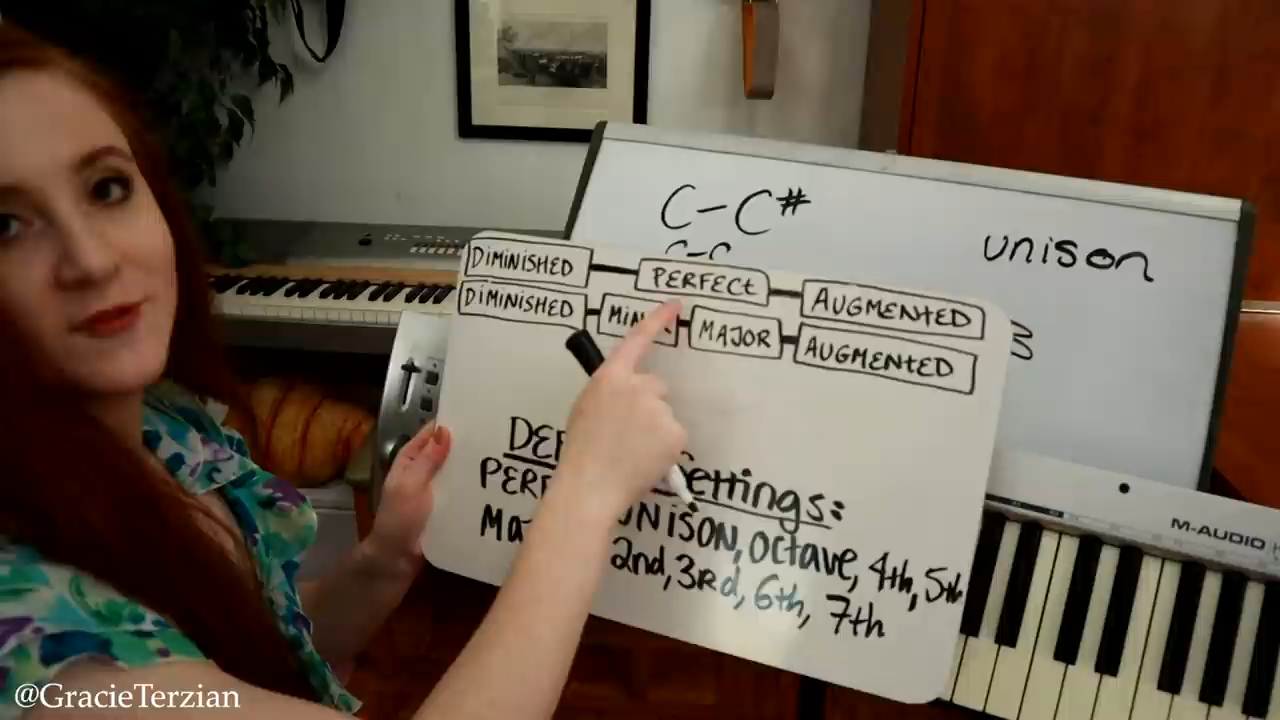 C-C#
unison
C-C
DIMINISHED PERFECT AUGMENTED
DIMINISHED MAJOR AUGMENTED
Settings:
UNISON, OCTAVE, 4th, 5th
2nd, 3rd, 6th, 7th
M-AUDIO
@GracieTerzian